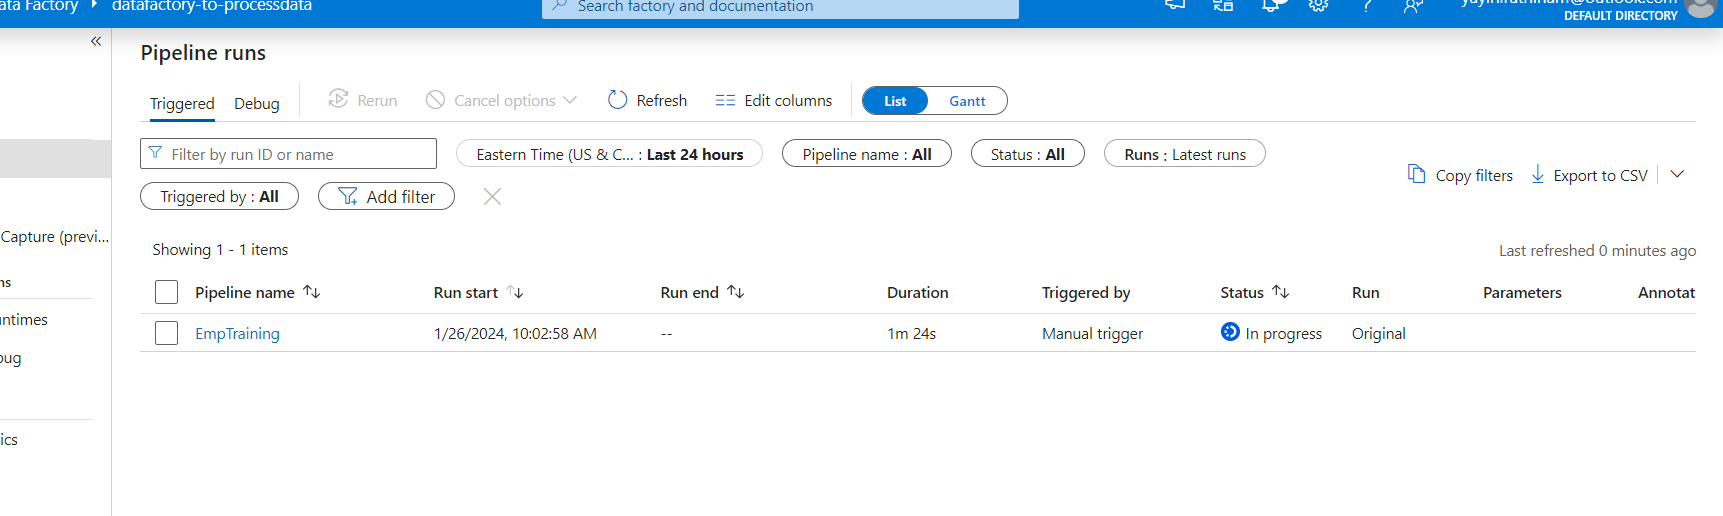 ata Factory › datafactory-to-processdata
Search factory and documentation
DEFAULT DIRECTORY
Pipeline runs
Triggered Debug Rerun Cancel options Refresh Edit columns List Gantt
Filter by run ID or name Eastern Time (US & C... : Last 24 hours Pipeline name : All Status : All Runs : Latest runs
Copy filters Export to CSV
Triggered by : All Add filter
Capture (previ...
Showing 1 - 1 items Last refreshed 0 minutes ago
ns
Pipeline name Run start Run end Duration Triggered by Status Run Parameters Annotat
untimes
EmpTraining 1/26/2024, 10:02:58 AM -- 1m 24s Manual trigger In progress Original
oug
ics